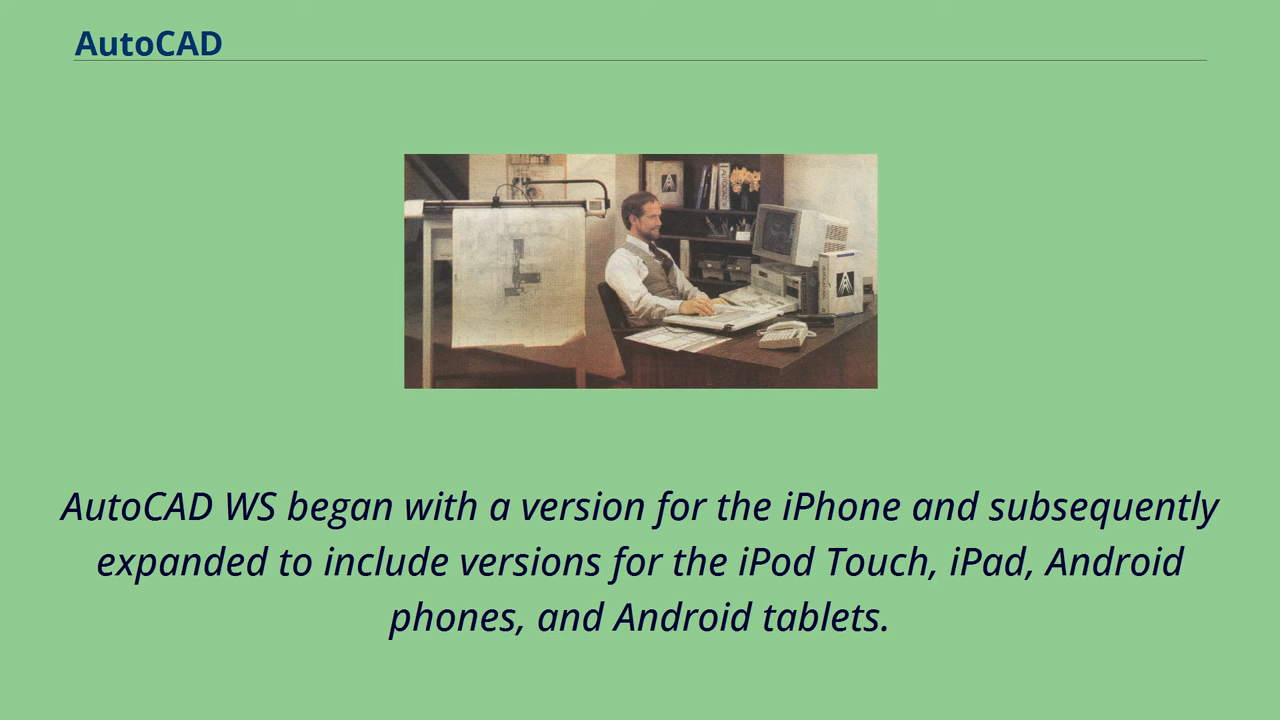 AutoCAD
AutoCAD WS began with a version for the iPhone and subsequently
expanded to include versions for the iPod Touch, iPad, Android
phones, and Android tablets.